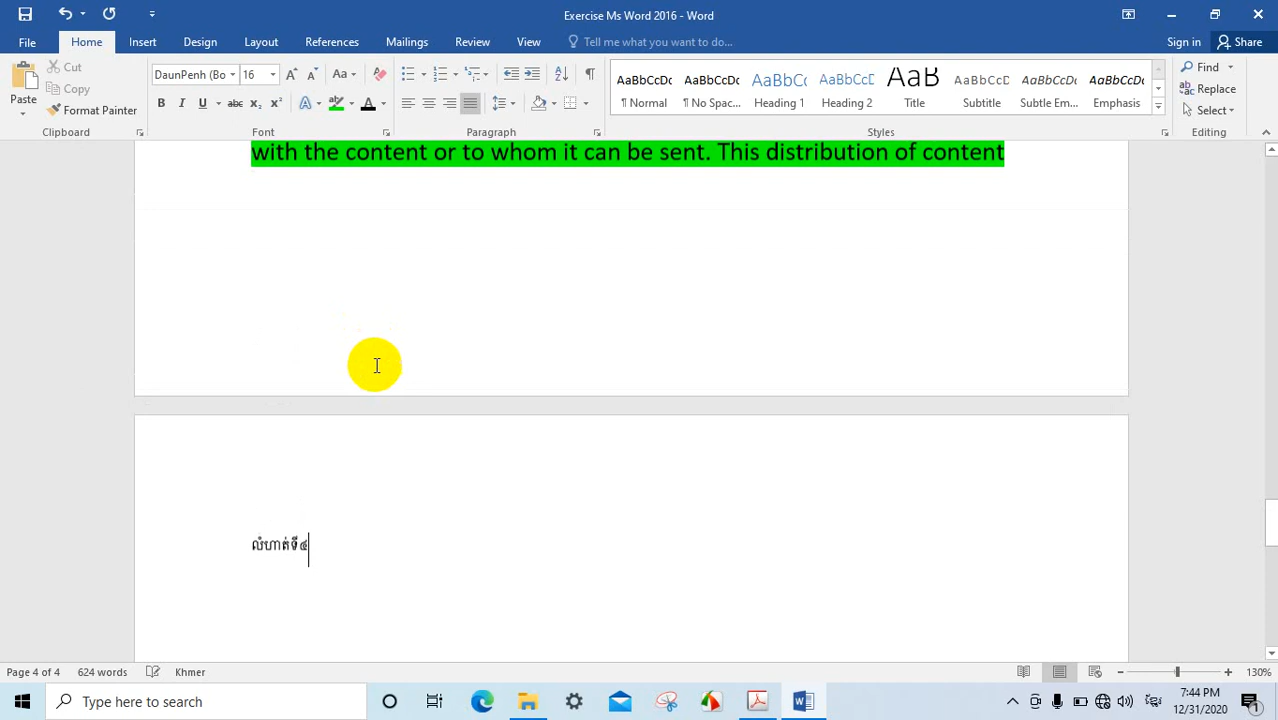 Exercise Ms Word 2016 - Word
File Home Insert Design Layout References Mailings Review View Tell me what you want to do... Sign in Share
Paste Cut Copy Format Painter
Clipboard
DaunPenh (Bo 16
Aa
B I U abc x₂ x² A A
Font
Paragraph
AaBbCcDc AaBbCcDc AaBbCc AaBbCcD AaB AaBbCcD AaBbCcDc AaBbCcDc
¶ Normal ¶ No Spac... Heading Heading 2 Title Subtitle Subtle Em... Emphasis
Styles
Find
Replace
Select
Editing
with the content or to whom it can be sent. This distribution of content
លំហាត់ទី៤
Page 4 of 4 624 words Khmer 130%
Type here to search
7:44 PM
12/31/2020